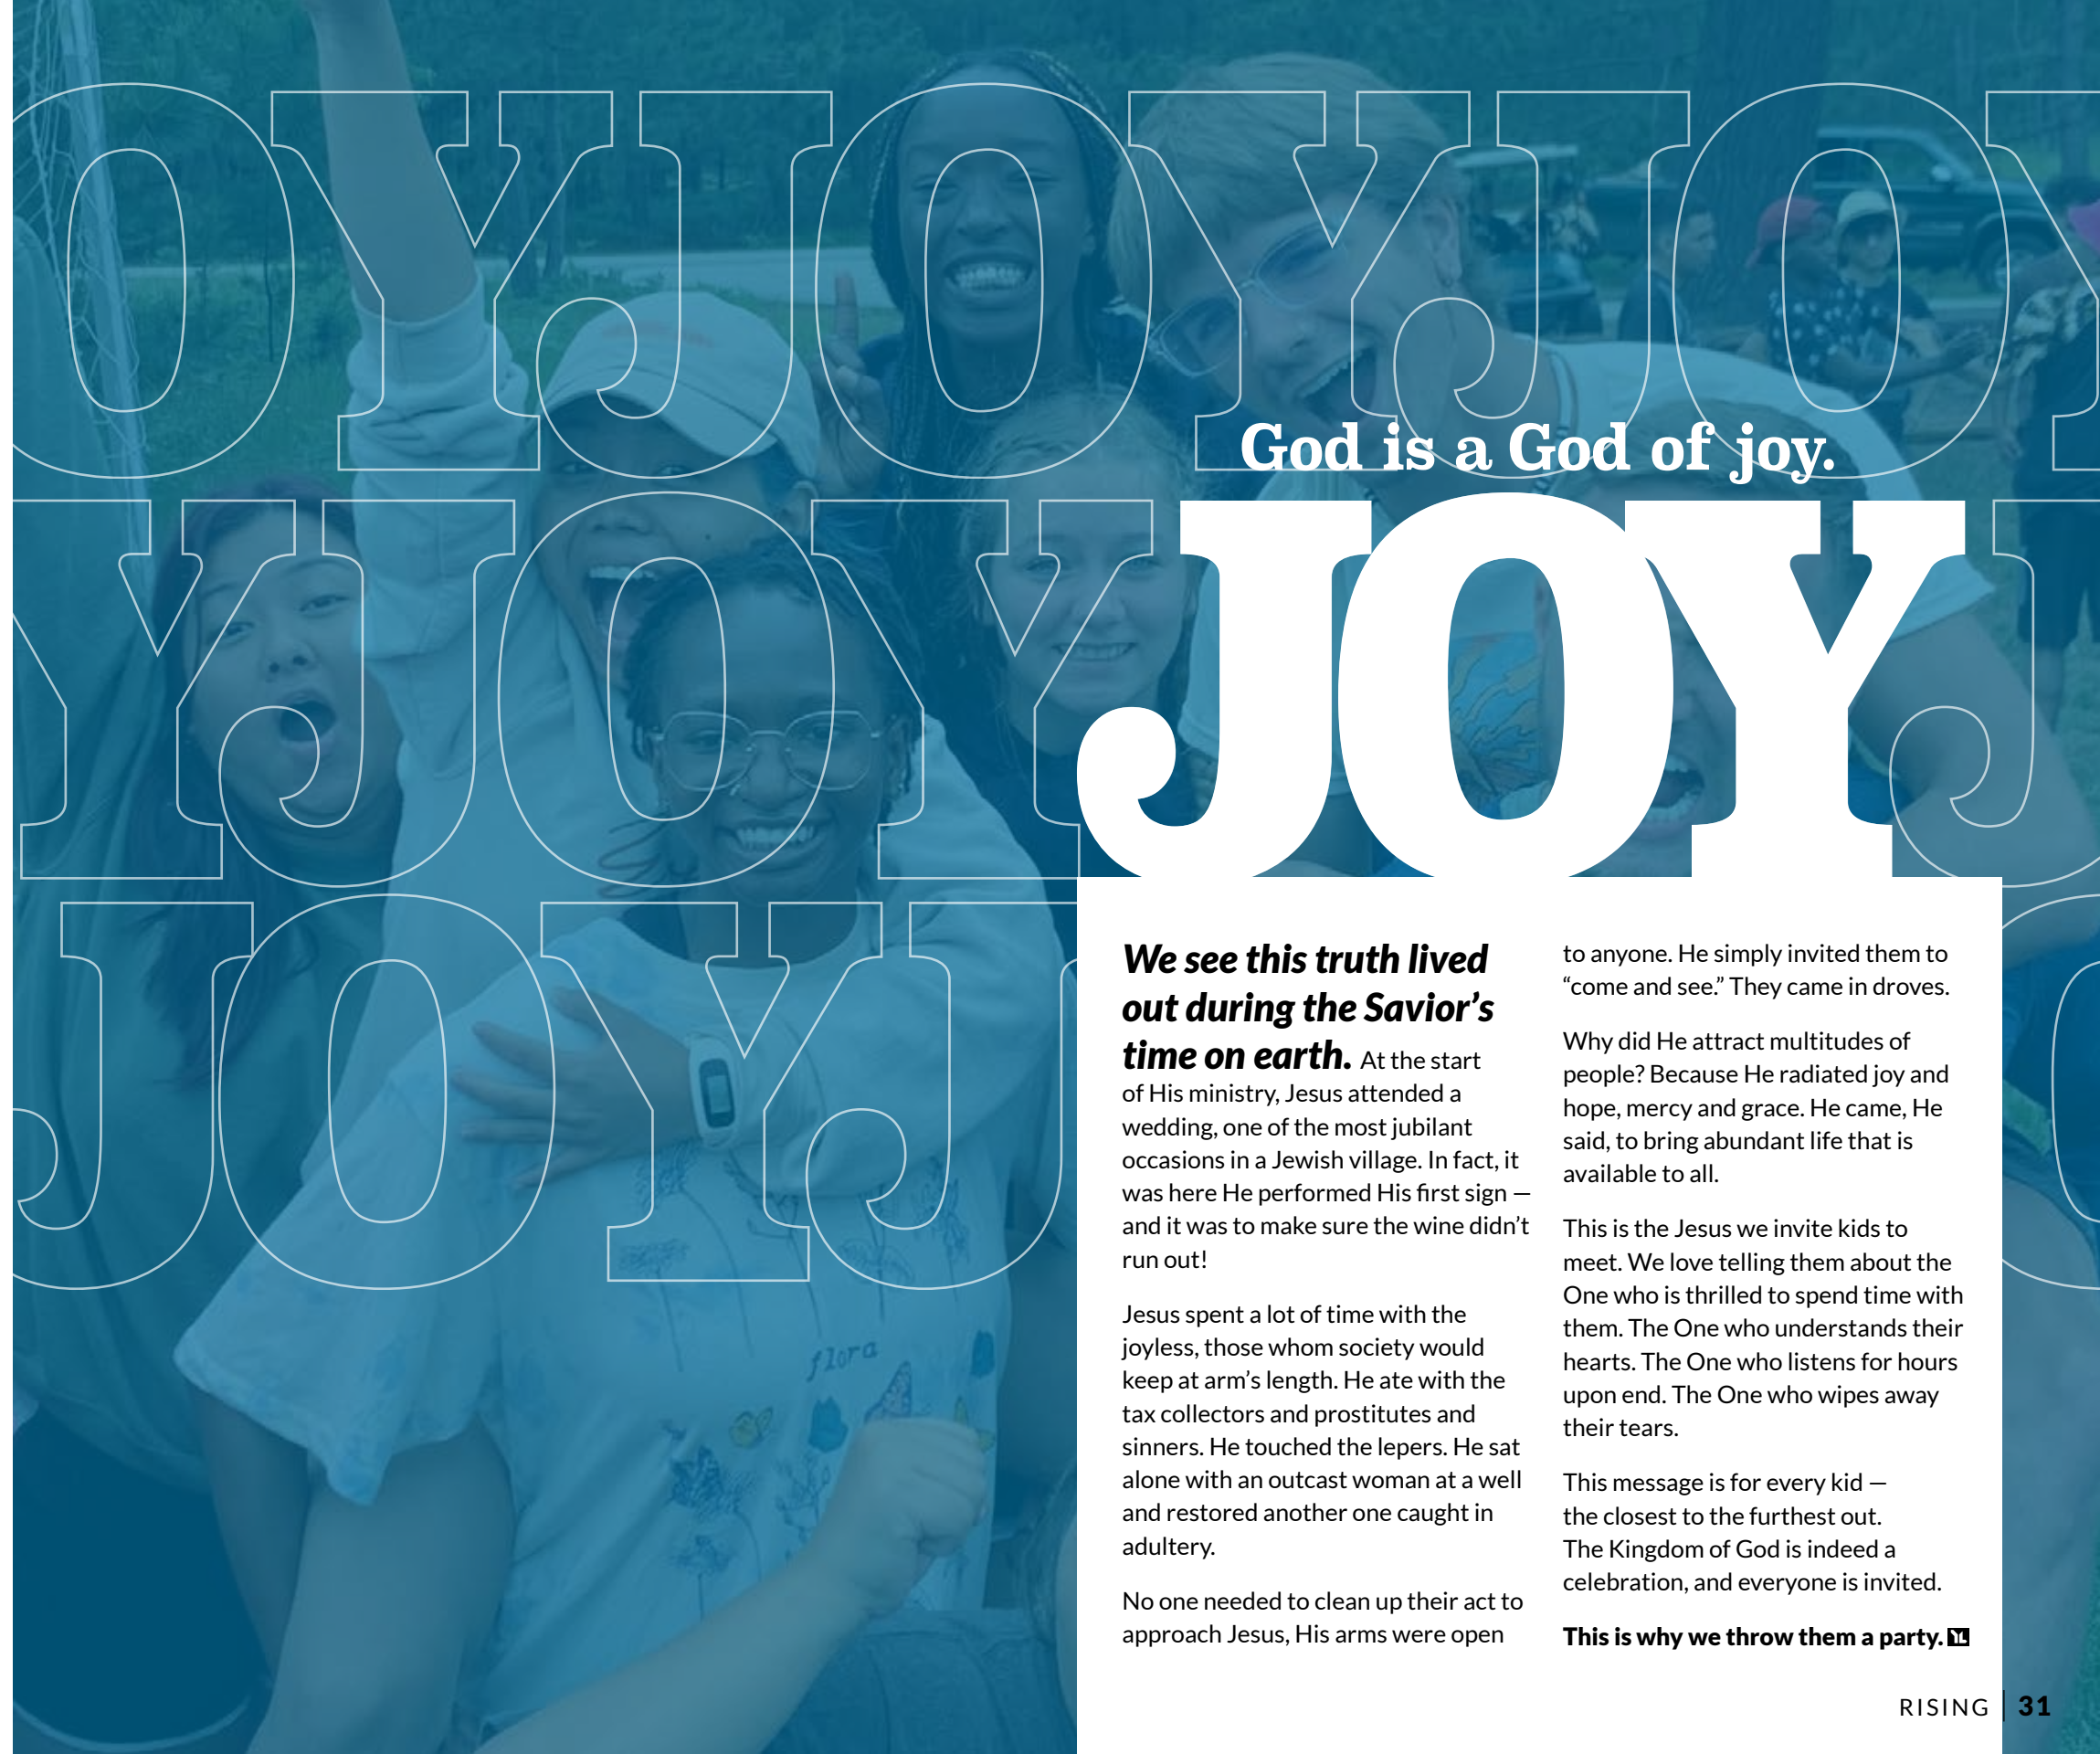 OYJOYJOY
God is a God of joy.
YJOYJOYJ
JOYJ
O
flora
We see this truth lived
out during the Savior’s
time on earth. At the start
of His ministry, Jesus attended a
wedding, one of the most jubilant
occasions in a Jewish village. In fact, it
was here He performed His first sign —
and it was to make sure the wine didn’t
run out!
Jesus spent a lot of time with the
joyless, those whom society would
keep at arm’s length. He ate with the
tax collectors and prostitutes and
sinners. He touched the lepers. He sat
alone with an outcast woman at a well
and restored another one caught in
adultery.
No one needed to clean up their act to
approach Jesus, His arms were open
to anyone. He simply invited them to
“come and see.” They came in droves.
Why did He attract multitudes of
people? Because He radiated joy and
hope, mercy and grace. He came, He
said, to bring abundant life that is
available to all.
This is the Jesus we invite kids to
meet. We love telling them about the
One who is thrilled to spend time with
them. The One who understands their
hearts. The One who listens for hours
upon end. The One who wipes away
their tears.
This message is for every kid —
the closest to the furthest out.
The Kingdom of God is indeed a
celebration, and everyone is invited.
This is why we throw them a party. YL
RISING | 31